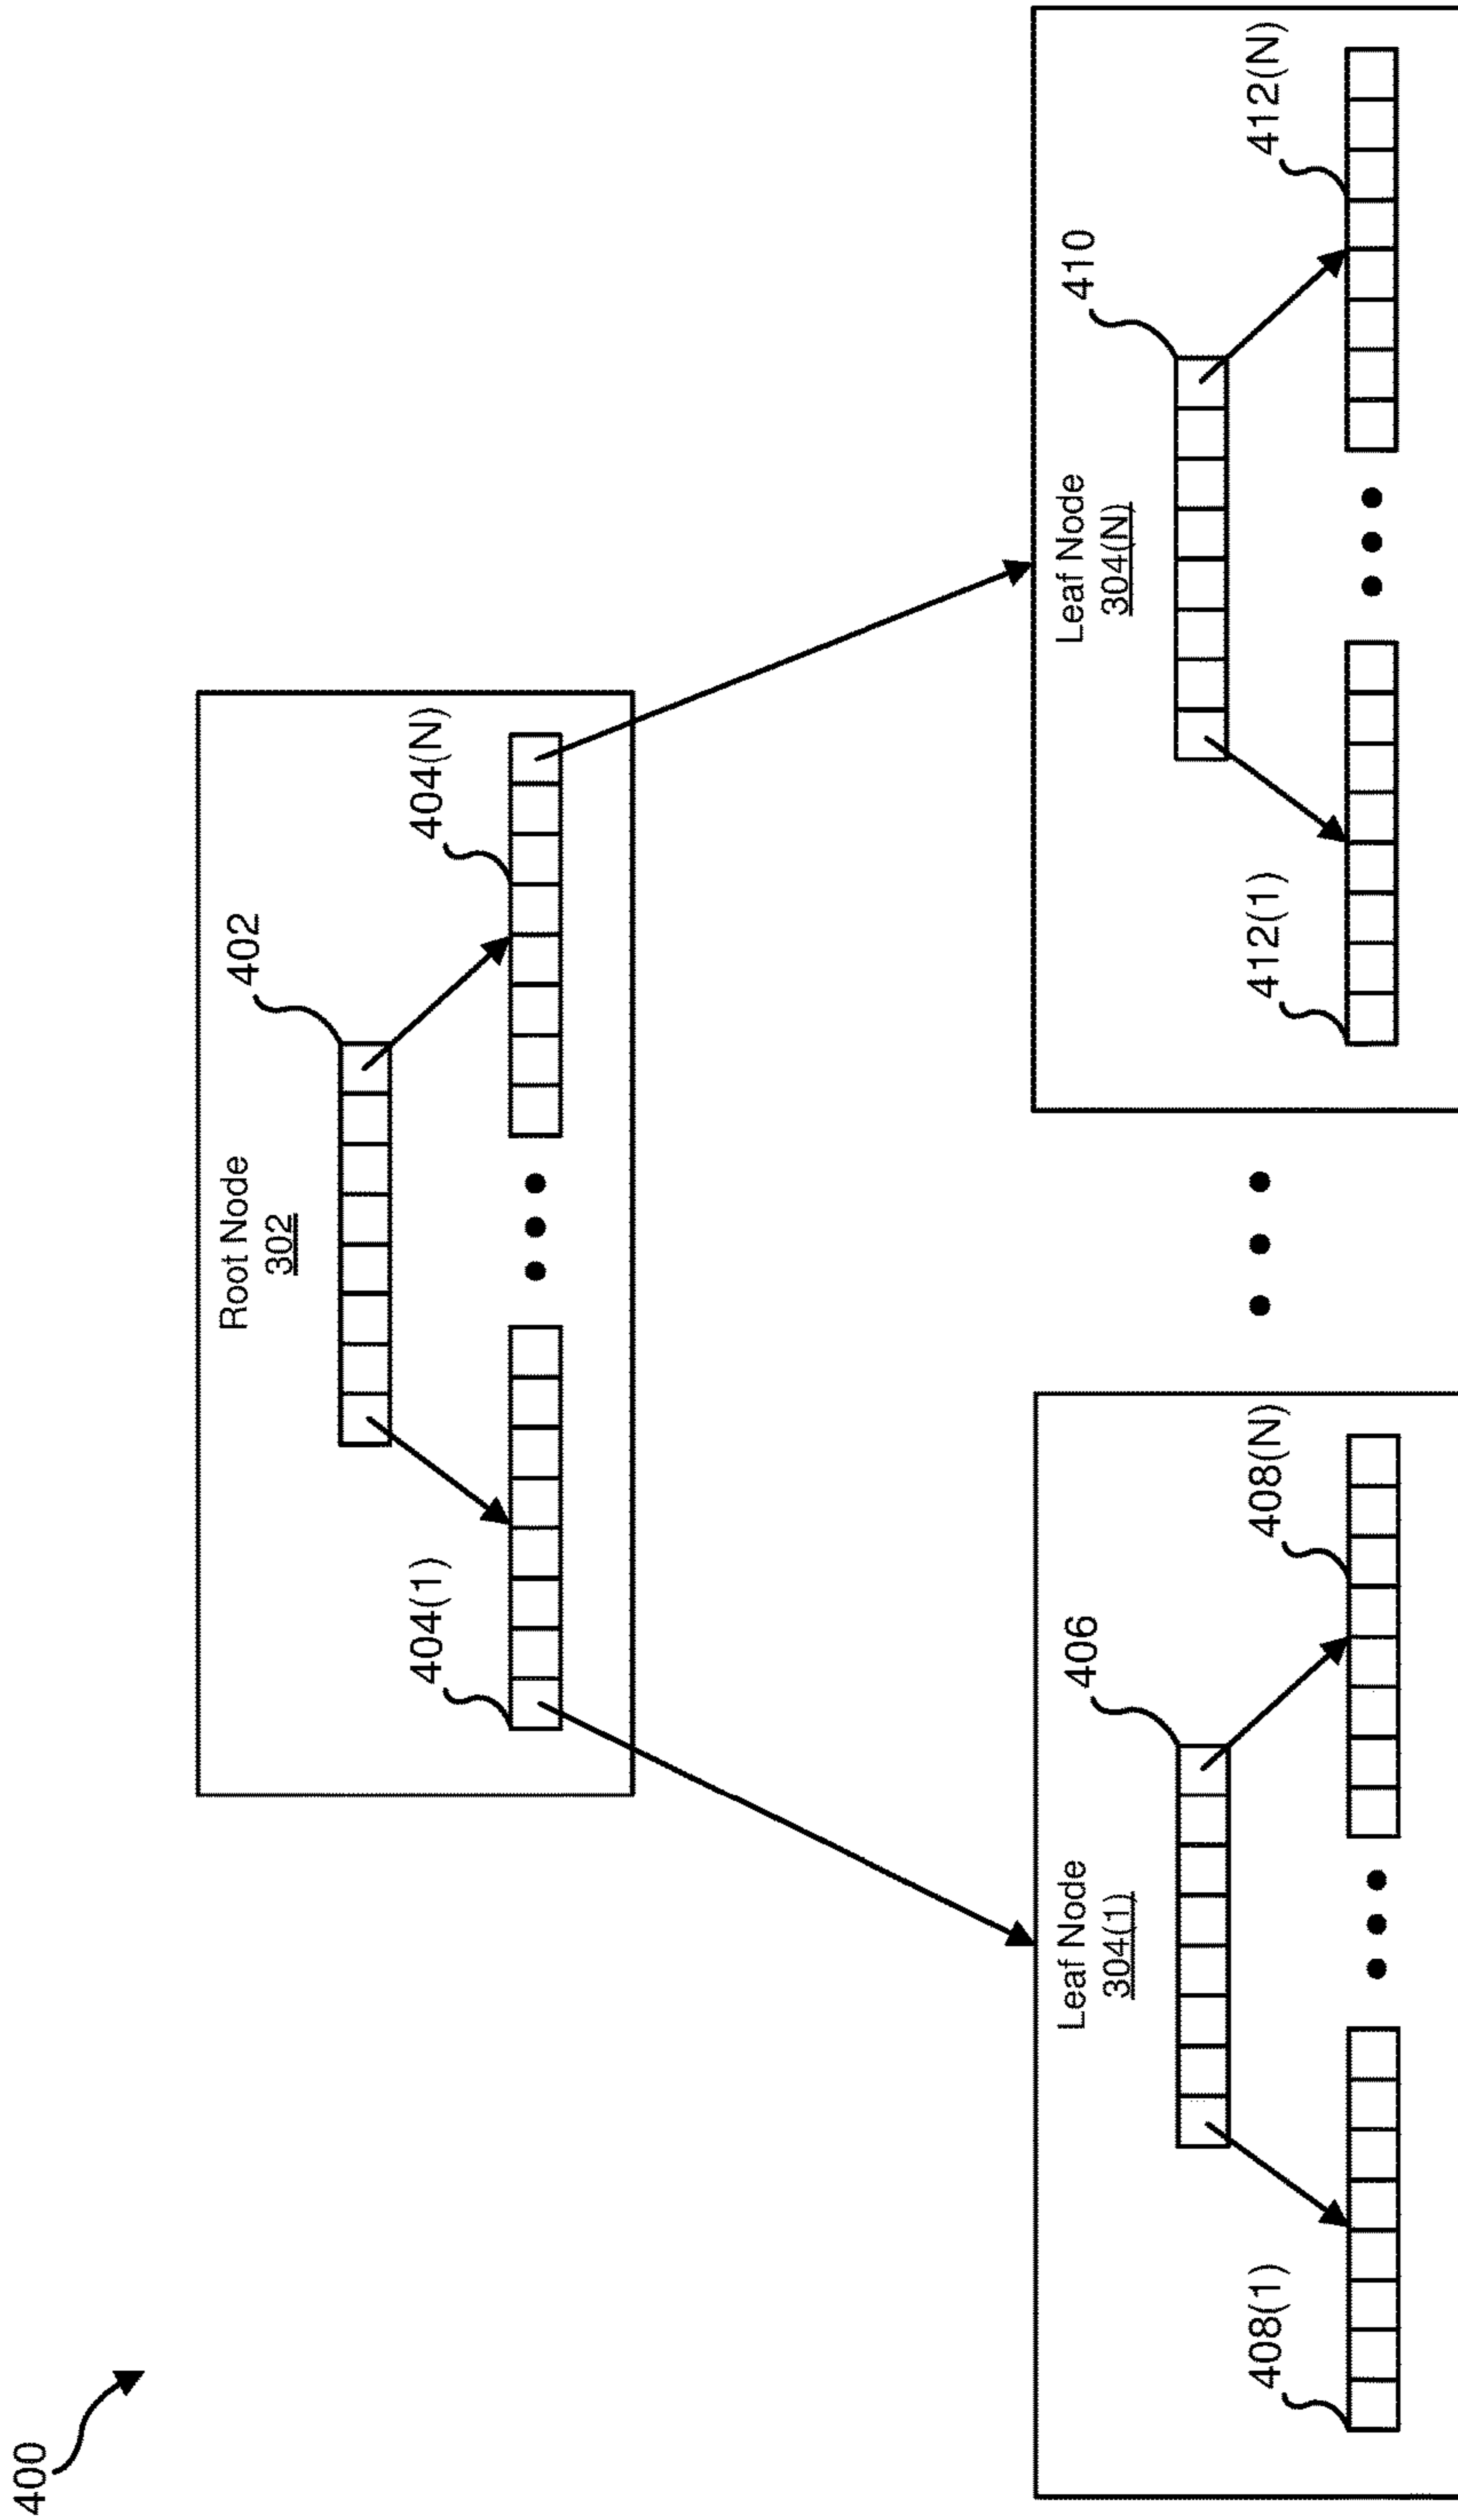 400
Root Node
302
402
404(1)
404(N)
Leaf Node
304(1)
406
408(1)
408(N)
Leaf Node
304(N)
410
412(1)
412(N)